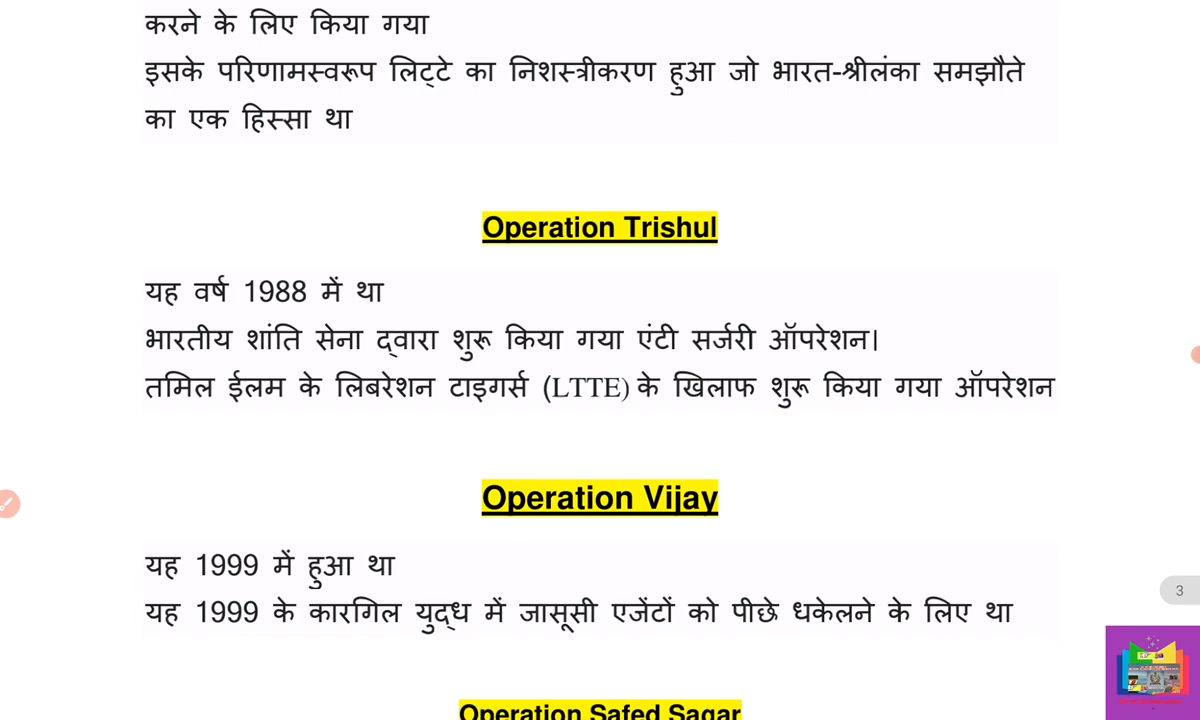 करने के लिए किया गया
इसके परिणामस्वरूप लिट्टे का निशस्त्रीकरण हुआ जो भारत-श्रीलंका समझौते
का एक हिस्सा था
Operation Trishul
यह वर्ष 1988 में था
भारतीय शांति सेना द्वारा शुरू किया गया एंटी सर्जरी ऑपरेशन।
तमिल ईलम के लिबरेशन टाइगर्स (LTTE) के खिलाफ शुरू किया गया ऑपरेशन
Operation Vijay
यह 1999 में हुआ था
यह 1999 के कारगिल युद्ध में जासूसी एजेंटों को पीछे धकेलने के लिए था
3
Operation Safed Sagar